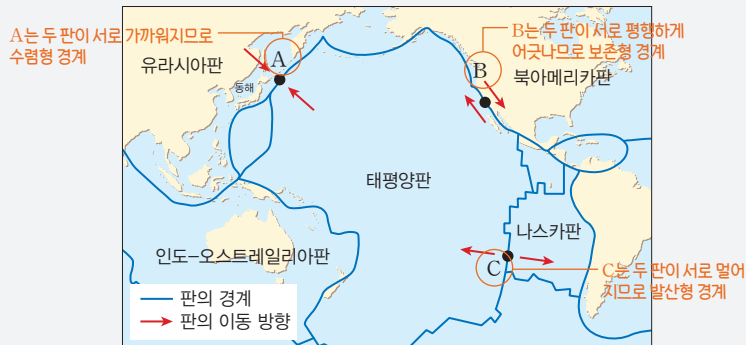 A는 두 판이 서로 가까워지므로
수렴형 경계
B는 두 판이 서로 평행하게
어긋나므로 보존형 경계
유라시아판
A
동해
B
북아메리카판
태평양판
나스카판
인도-오스트레일리아판
C
C는 두 판이 서로 멀어
지므로 발산형 경계
판의 경계
판의 이동 방향